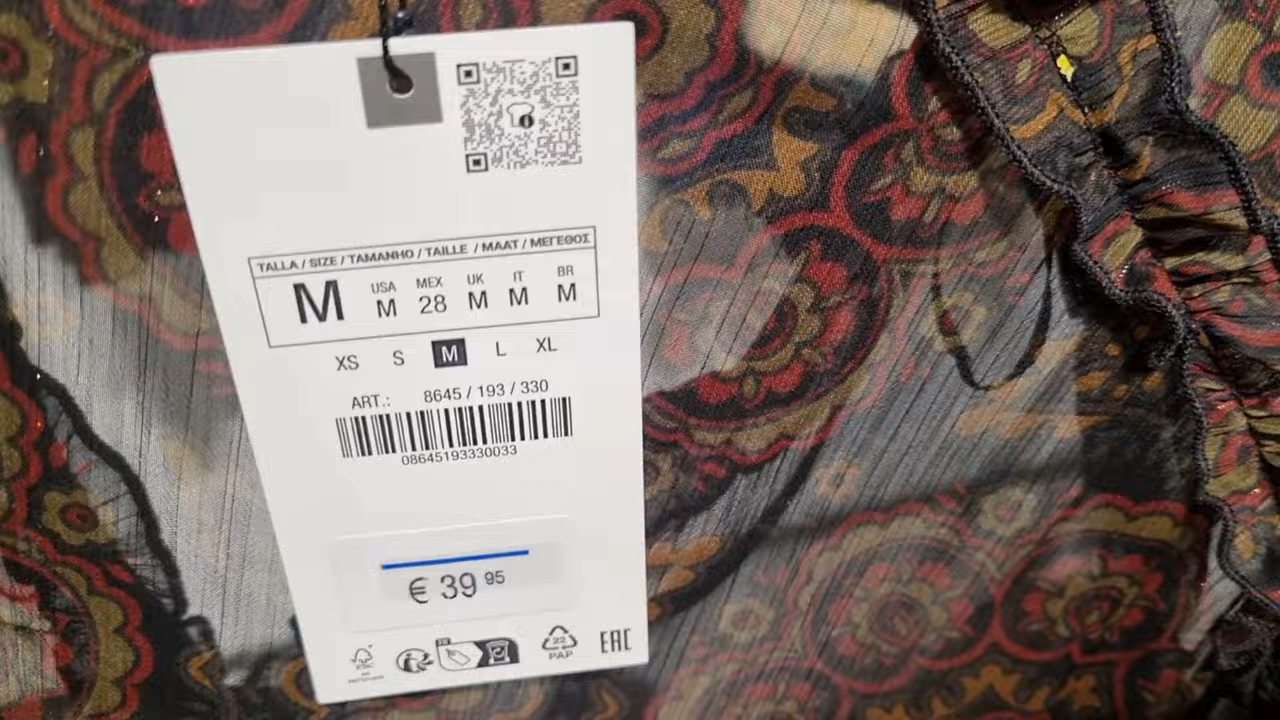 TALLA / SIZE / TAMANHO / TAILLE / MAAT / ΜΕΓΕΘΟΣ
M USA M MEX 28 UK M IT M BR M
XS S M L XL
ART.: 8645 / 193 / 330
08645193330033
€ 39 95
22
PAP
EAC